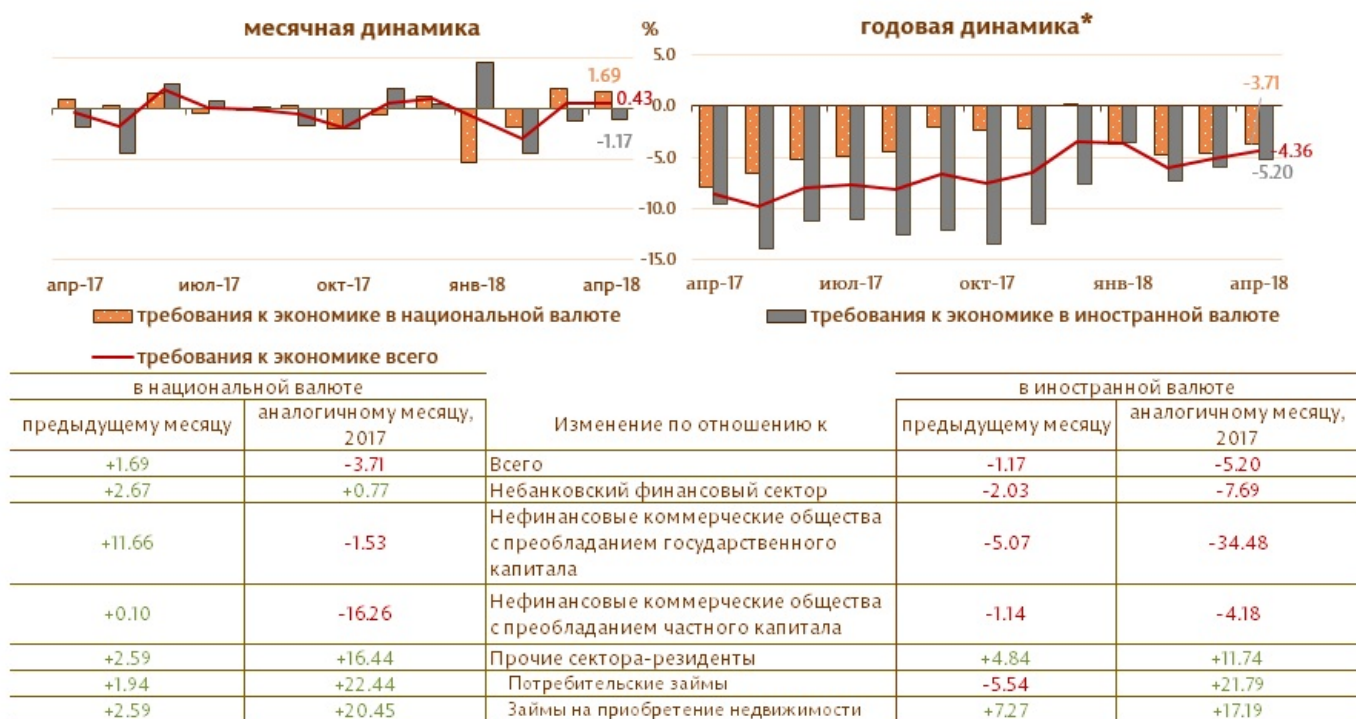 месячная динамика
%
годовая динамика*
5.0
0.0
-5.0
-10.0
-15.0
1.69
0.43
-1.17
-3.71
-4.36
-5.20
апр-17 июл-17 окт-17 янв-18 апр-18
апр-17 июл-17 окт-17 янв-18 апр-18
требования к экономике в национальной валюте
требования к экономике в иностранной валюте
требования к экономике всего
в национальной валюте в иностранной валюте
предыдущему месяцу аналогичному месяцу, 2017 Изменение по отношению к предыдущему месяцу аналогичному месяцу, 2017
+1.69 -3.71 Всего -1.17 -5.20
+2.67 +0.77 Небанковский финансовый сектор -2.03 -7.69
Нефинансовые коммерческие общества
+11.66 -1.53 с преобладанием государственного -5.07 -34.48
капитала
Нефинансовые коммерческие общества
+0.10 -16.26 с преобладанием частного капитала -1.14 -4.18
+2.59 +16.44 Прочие сектора-резиденты +4.84 +11.74
+1.94 +22.44 Потребительские займы -5.54 +21.79
+2.59 +20.45 Займы на приобретение недвижимости +7.27 +17.19